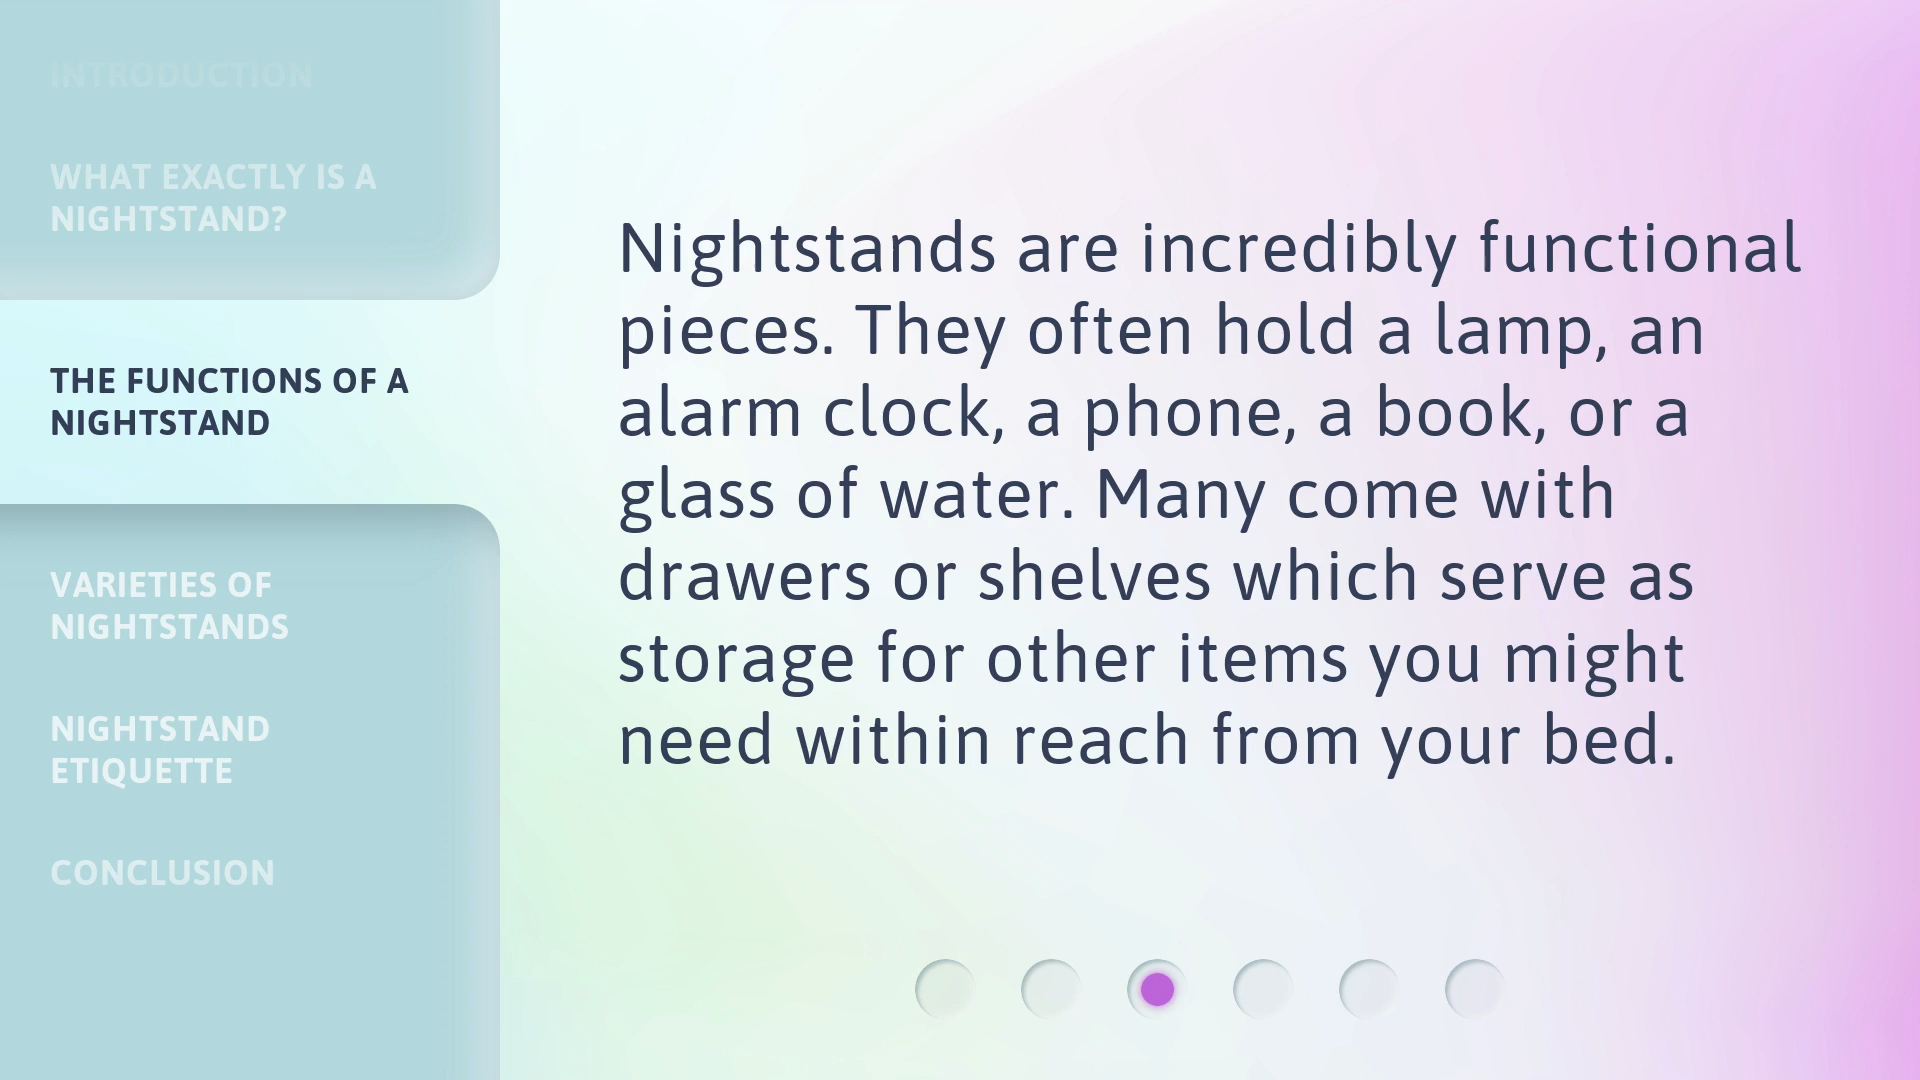 INTRODUCTION
WHAT EXACTLY IS A
NIGHTSTAND?
THE FUNCTIONS OF A
NIGHTSTAND
VARIETIES OF
NIGHTSTANDS
NIGHTSTAND
ETIQUETTE
CONCLUSION
Nightstands are incredibly functional
pieces. They often hold a lamp, an
alarm clock, a phone, a book, or a
glass of water. Many come with
drawers or shelves which serve as
storage for other items you might
need within reach from your bed.